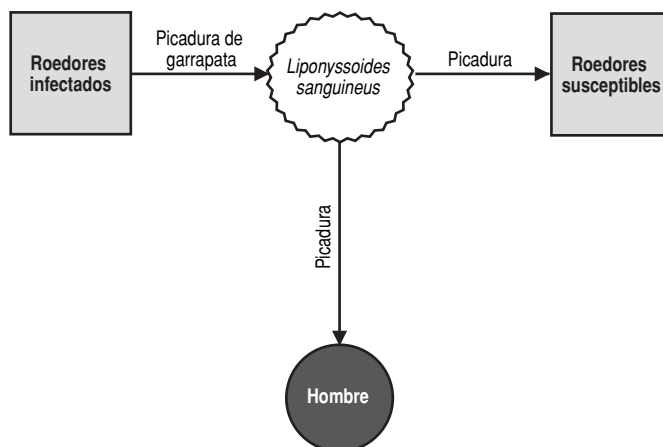 Roedores
infectados
Picadura de
garrapata
Liponyssoides
sanguineus
Picadura
Roedores
susceptibles
Picadura
Hombre